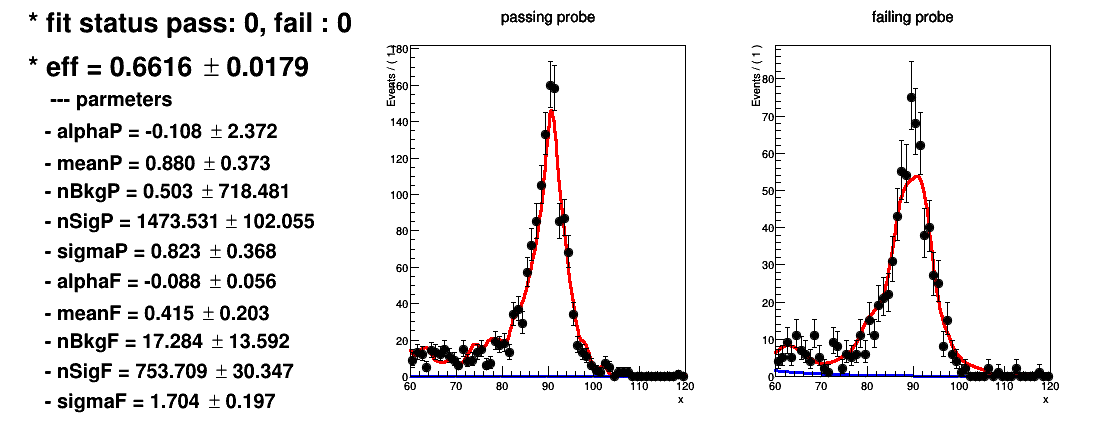 * fit status pass: 0, fail : 0
* eff = 0.6616 ± 0.0179
--- parmeters
- alphaP = -0.108 ± 2.372
- meanP = 0.880 ± 0.373
- nBkgP = 0.503 ± 718.481
- nSigP = 1473.531 ± 102.055
- sigmaP = 0.823 ± 0.368
- alphaF = -0.088 ± 0.056
- meanF = 0.415 ± 0.203
- nBkgF = 17.284 ± 13.592
- nSigF = 753.709 ± 30.347
- sigmaF = 1.704 ± 0.197
passing probe
Events / ( 1 )
180
160
140
120
100
80
60
40
20
0
60 70 80 90 100 110 120
x
failing probe
Events / ( 1 )
80
70
60
50
40
30
20
10
0
60 70 80 90 100 110 120
x